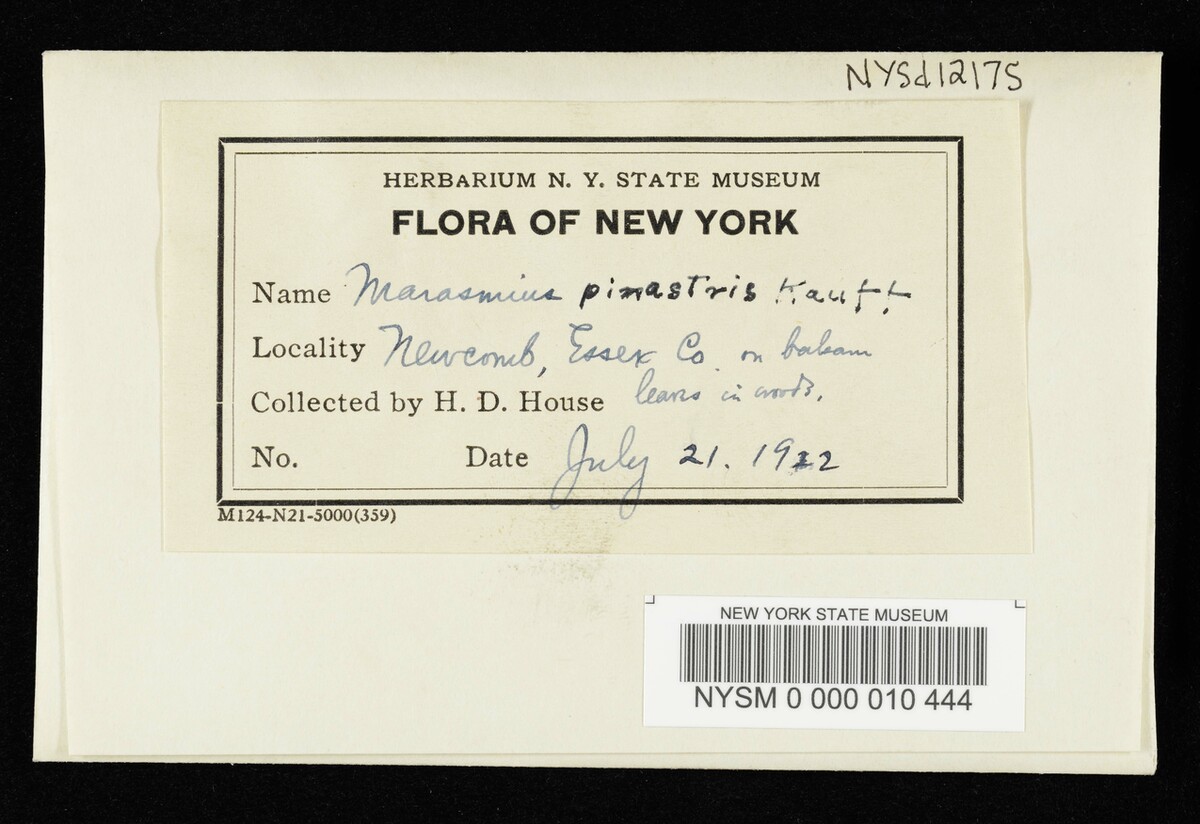 NYSd12175
HERBARIUM N. Y. STATE MUSEUM
FLORA OF NEW YORK
Name Marasmius pinastris Kauff.
Locality Newcomb, Essex Co. on balsam
leaves in woods.
Collected by H. D. House
No. Date July 21. 1922
M124-N21-5000(359)
NEW YORK STATE MUSEUM
NYSM 0 000 010 444